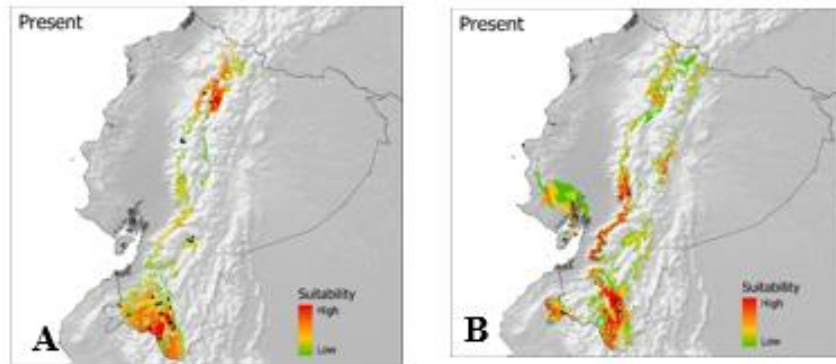 Present
Suitability
High
Low
A
Present
Suitability
High
Low
B